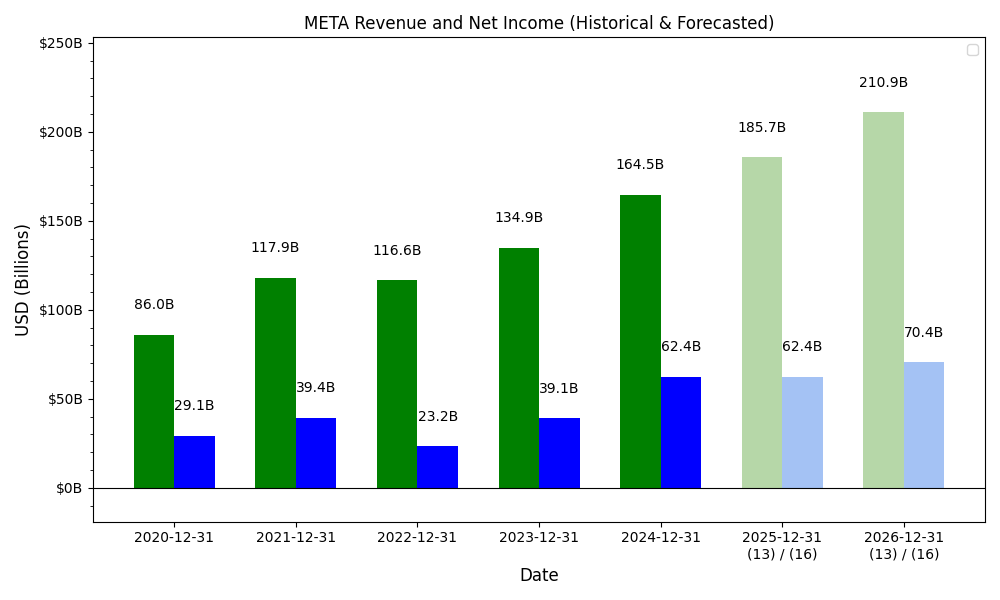 META Revenue and Net Income (Historical & Forecasted)
$250B
$200B
$150B
$100B
$50B
$0B
USD (Billions)
86.0B
29.1B
117.9B
39.4B
116.6B
23.2B
134.9B
39.1B
164.5B
62.4B
185.7B
62.4B
210.9B
70.4B
2020-12-31
2021-12-31
2022-12-31
2023-12-31
2024-12-31
2025-12-31
(13) / (16)
2026-12-31
(13) / (16)
Date